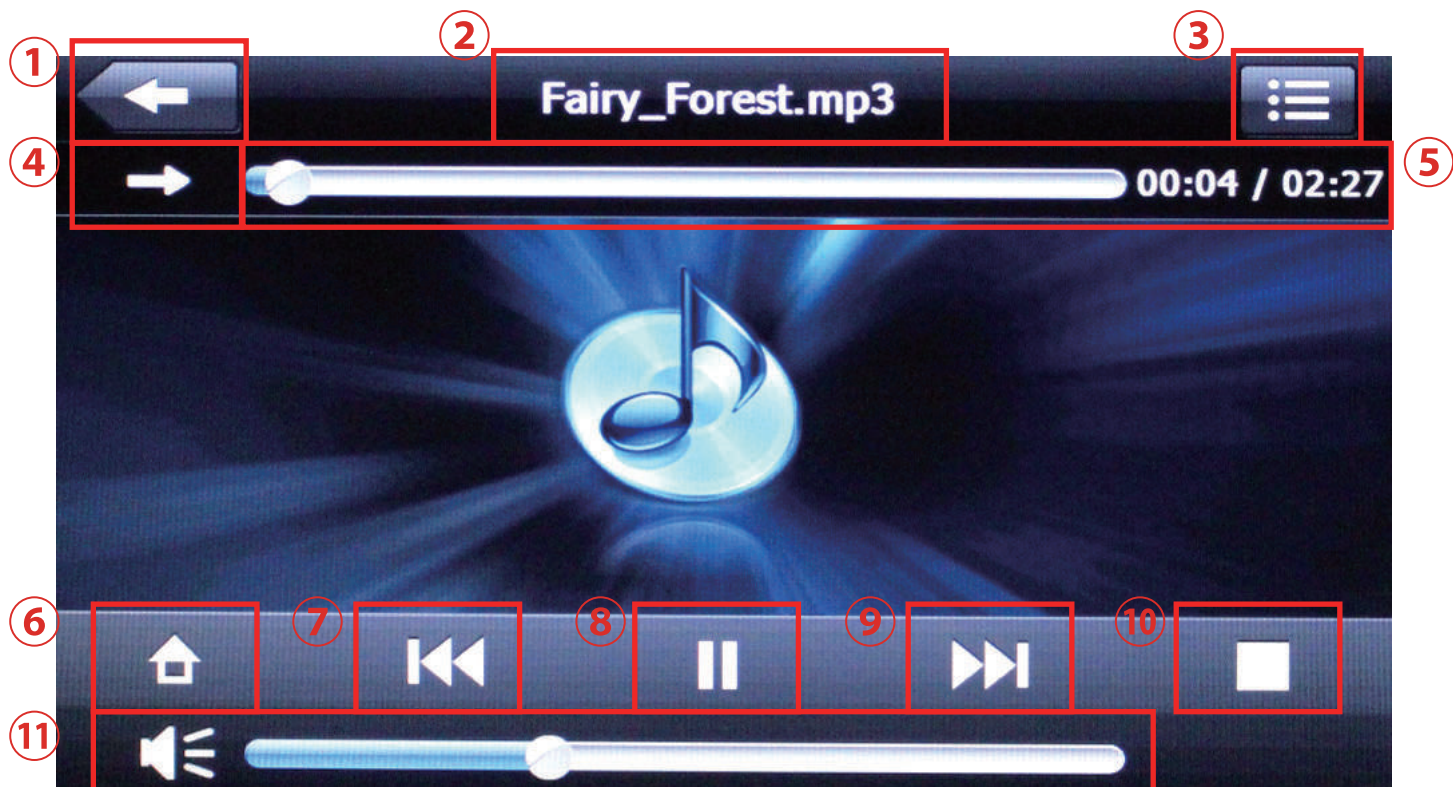 ① ② ③
Fairy_Forest.mp3
④ ⑤
00:04 / 02:27
⑥ ⑦ ⑧ ⑨ ⑩
⑪